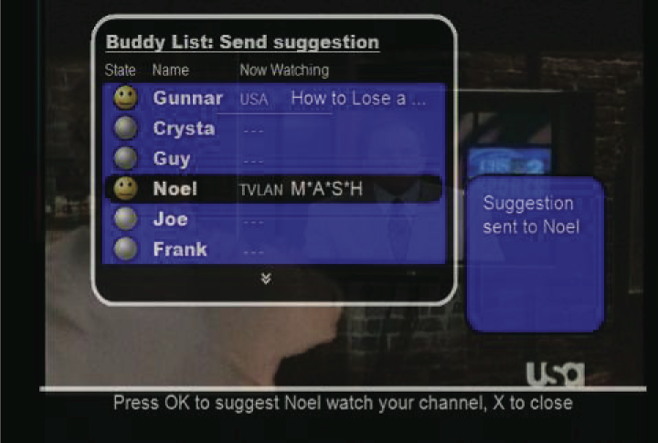 Buddy List: Send suggestion
State Name Now Watching
Gunnar USA How to Lose a ...
Crysta ---
Guy ---
Noel TVLAN M*A*S*H
Joe ---
Frank ---
Suggestion
sent to Noel
usa
Press OK to suggest Noel watch your channel, X to close